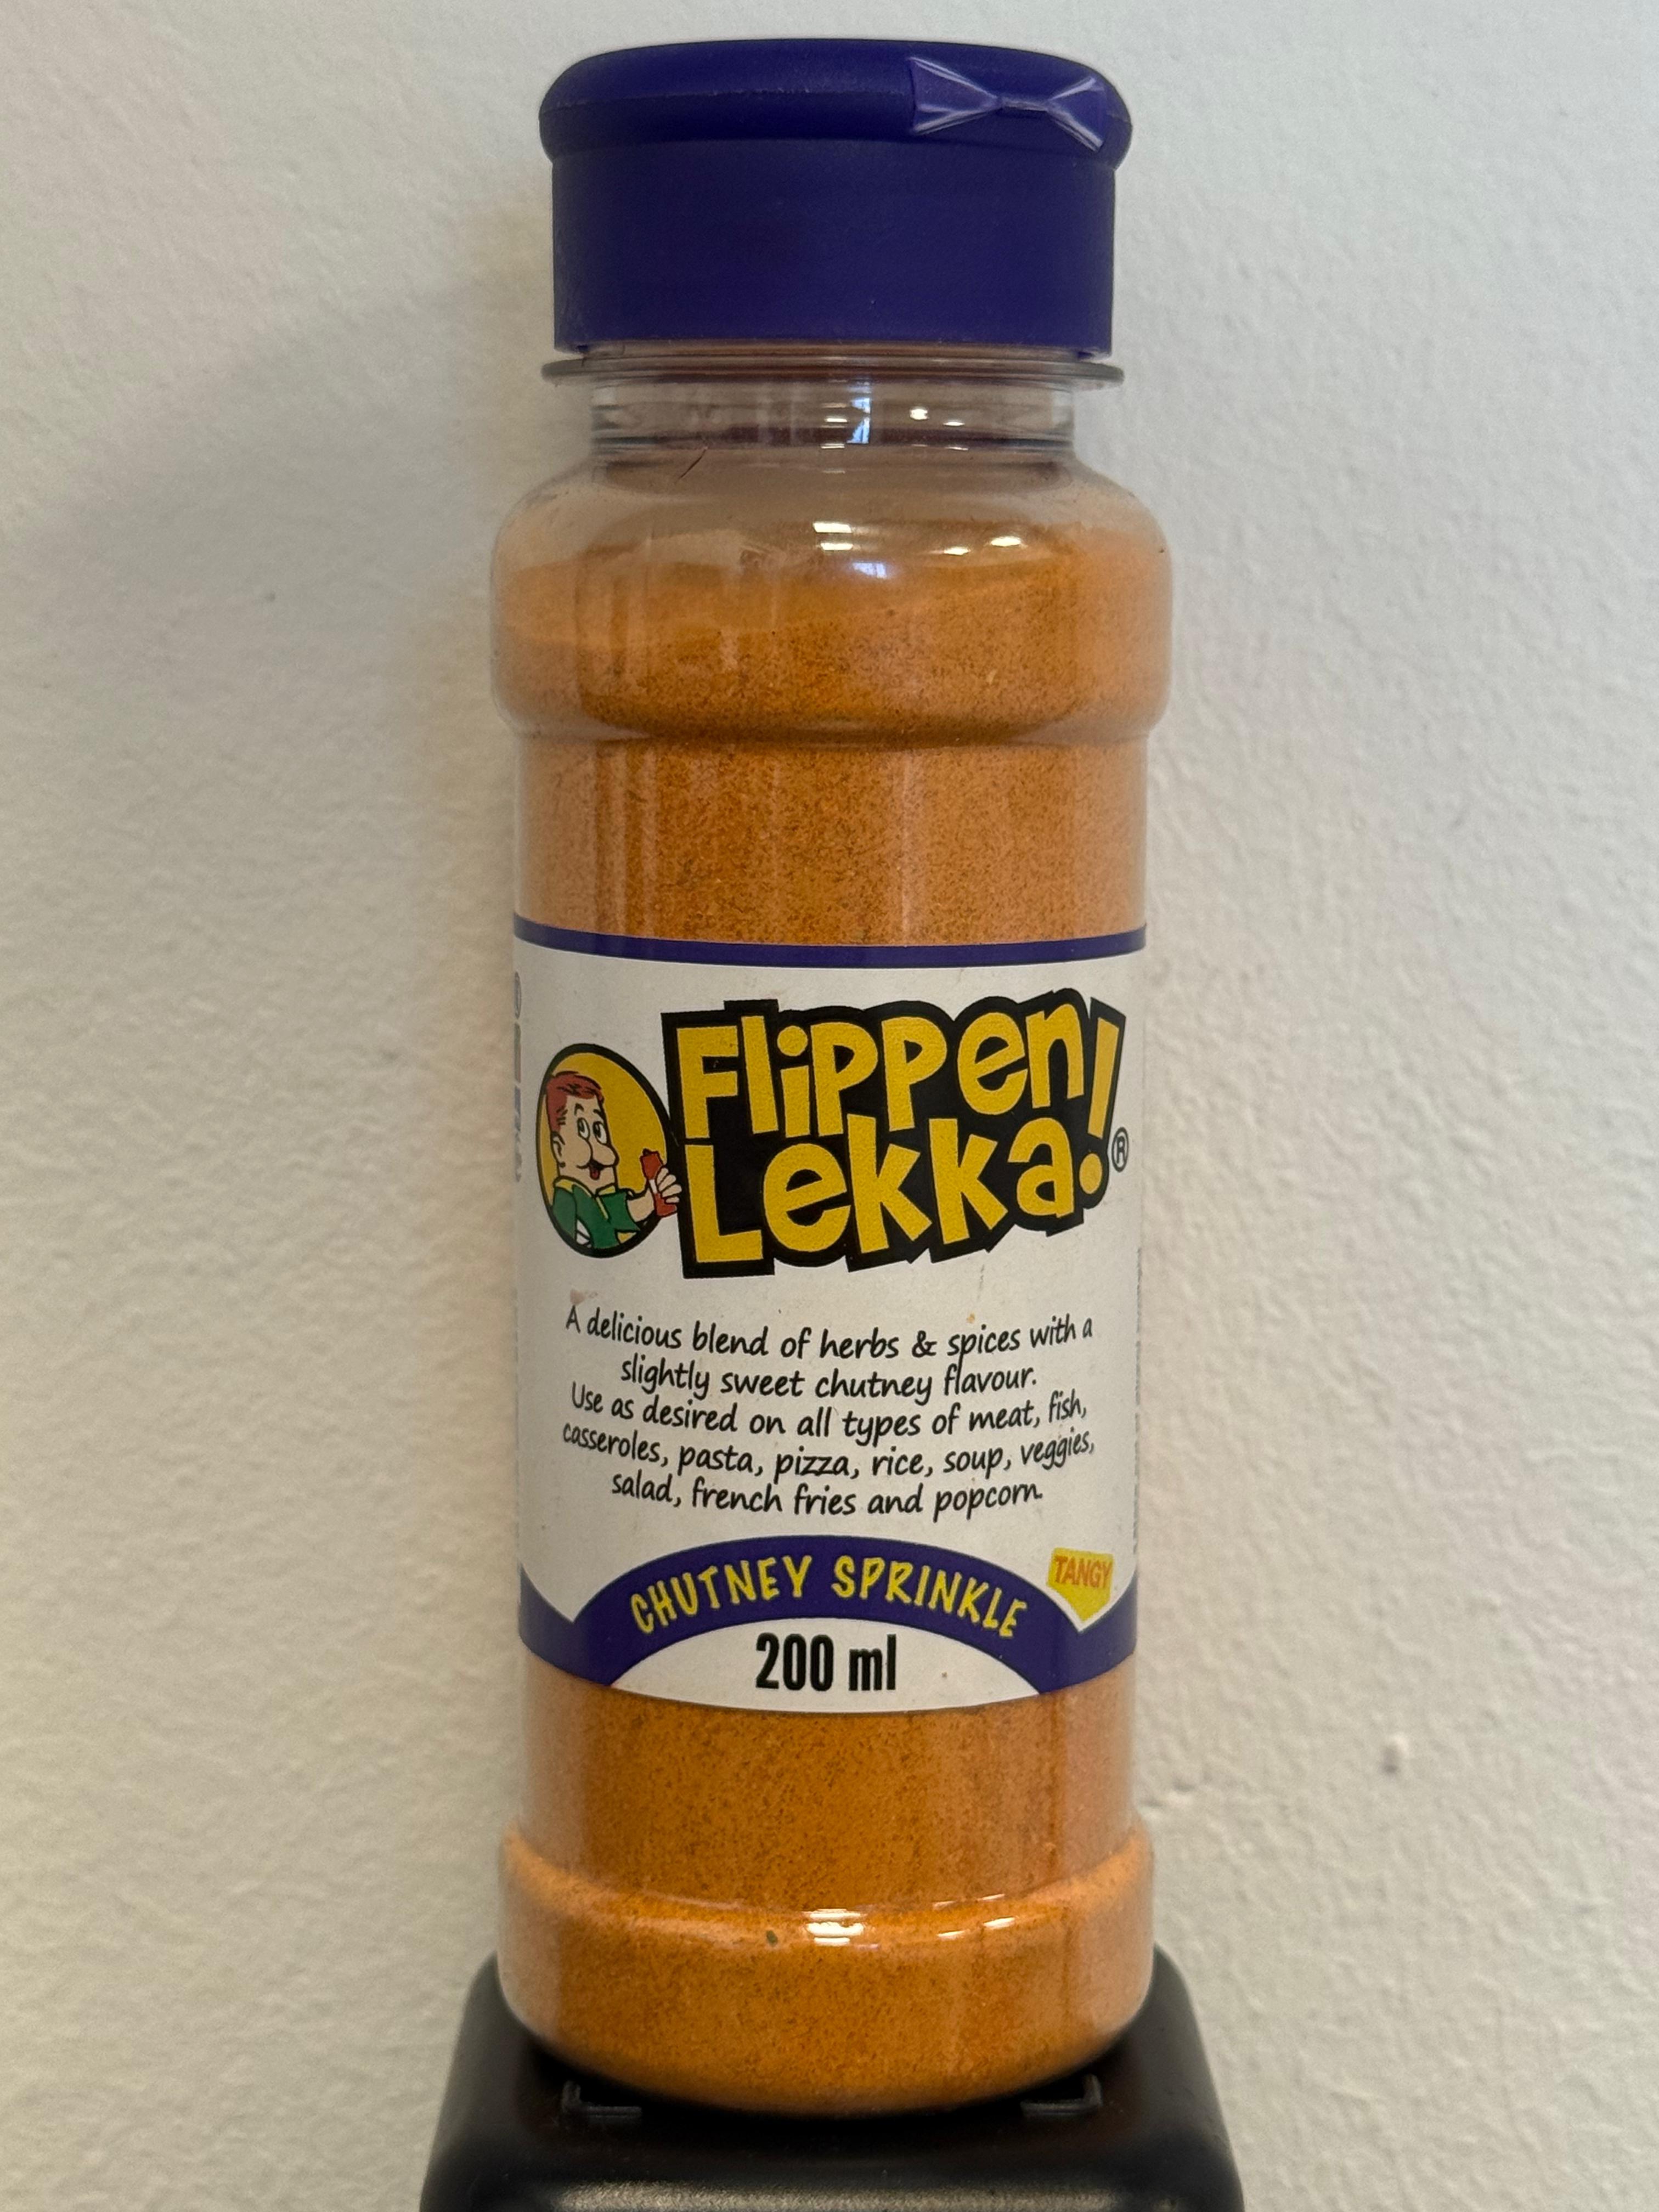 Flippen
Lekka!®
A delicious blend of herbs & spices with a
slightly sweet chutney flavour.
Use as desired on all types of meat, fish,
casseroles, pasta, pizza, rice, soup, veggies,
salad, french fries and popcorn.
TANGY
CHUTNEY SPRINKLE
200 ml